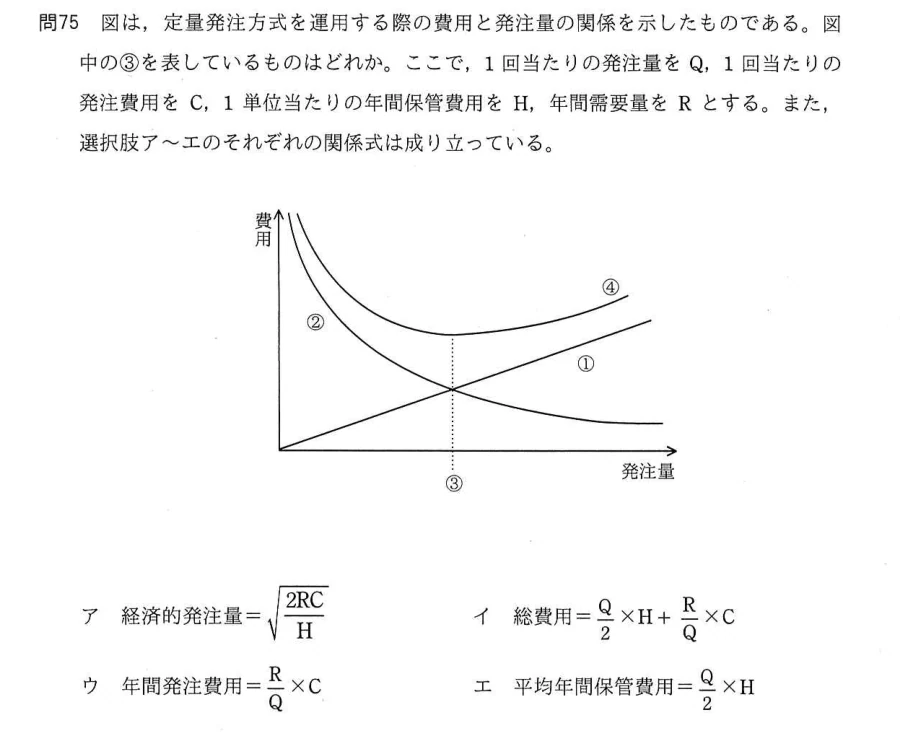 問75　図は，定量発注方式を運用する際の費用と発注量の関係を示したものである。図
中の③を表しているものはどれか。ここで，1回当たりの発注量をQ，1回当たりの
発注費用をC，1単位当たりの年間保管費用をH，年間需要量をRとする。また，
選択肢ア～エのそれぞれの関係式は成り立っている。
費用
④
②
①
発注量
③
ア　経済的発注量＝√(2RC/H)
イ　総費用＝Q/2×H＋R/Q×C
ウ　年間発注費用＝R/Q×C
エ　平均年間保管費用＝Q/2×H